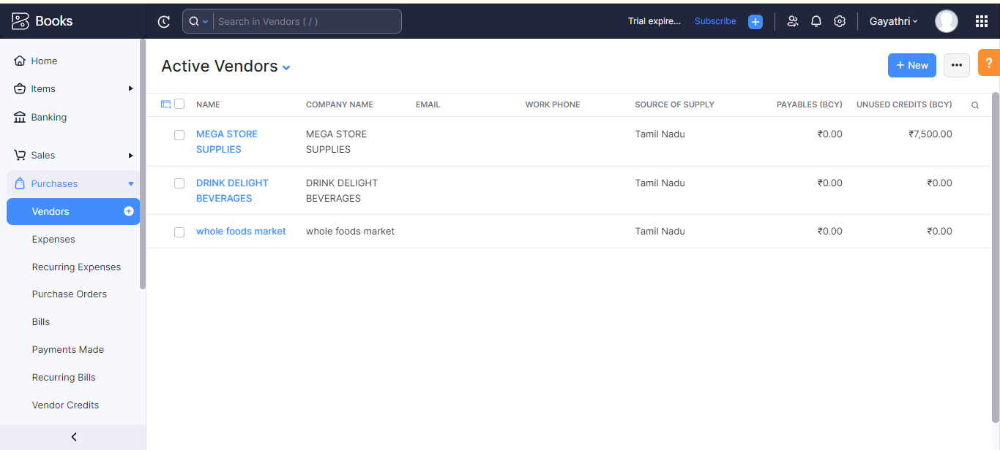 Books
Search in Vendors ( / )
Trial expire...
Subscribe
Gayathri
Home
Items
Banking
Sales
Purchases
Vendors
Expenses
Recurring Expenses
Purchase Orders
Bills
Payments Made
Recurring Bills
Vendor Credits
Active Vendors
+ New
?
NAME COMPANY NAME EMAIL WORK PHONE SOURCE OF SUPPLY PAYABLES (BCY) UNUSED CREDITS (BCY)
MEGA STORE MEGA STORE Tamil Nadu ₹0.00 ₹7,500.00
SUPPLIES SUPPLIES
DRINK DELIGHT DRINK DELIGHT Tamil Nadu ₹0.00 ₹0.00
BEVERAGES BEVERAGES
whole foods market whole foods market Tamil Nadu ₹0.00 ₹0.00